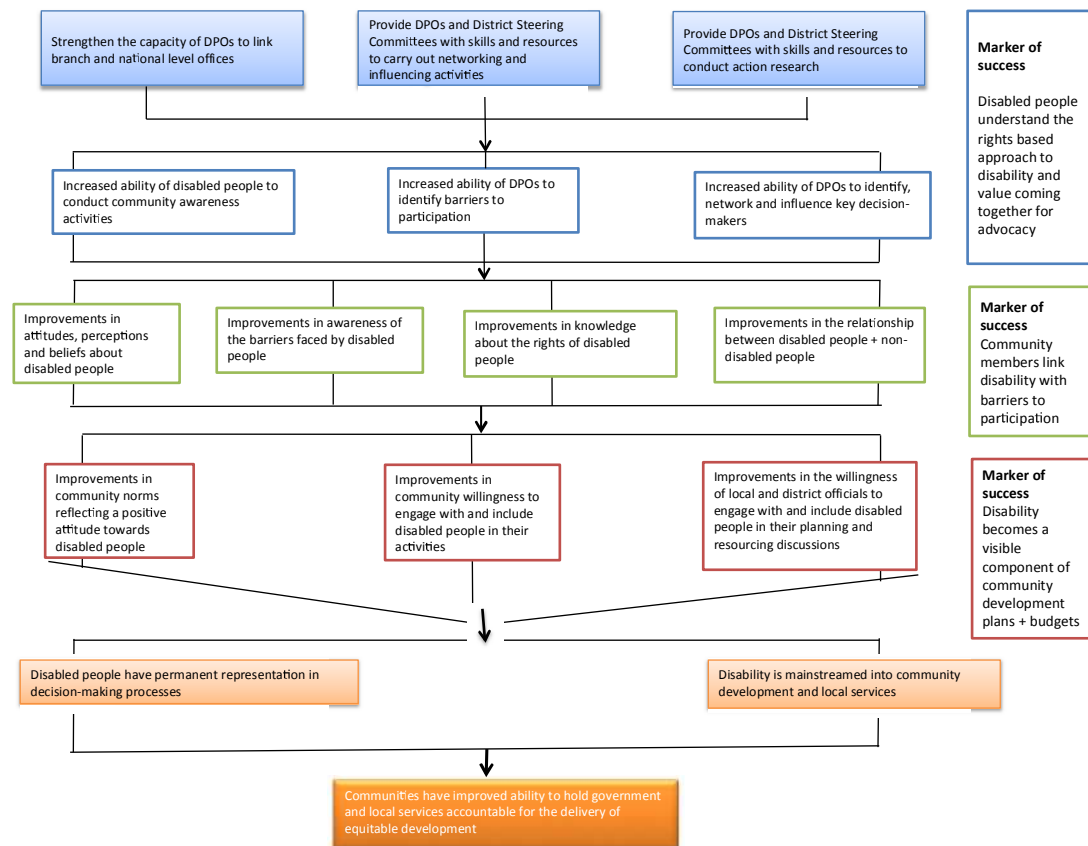 Strengthen the capacity of DPOs to link
branch and national level offices
Provide DPOs and District Steering
Committees with skills and resources
to carry out networking and
influencing activities
Provide DPOs and District Steering
Committees with skills and resources to
conduct action research
Marker of
success
Disabled people
understand the
rights based
approach to
disability and
value coming
together for
advocacy
Increased ability of disabled people to
conduct community awareness
activities
Increased ability of DPOs to
identify barriers to
participation
Increased ability of DPOs to identify,
network and influence key decision-
makers
Improvements in
attitudes, perceptions
and beliefs about
disabled people
Improvements in awareness of
the barriers faced by disabled
people
Improvements in knowledge
about the rights of disabled
people
Improvements in the relationship
between disabled people + non-
disabled people
Marker of
success
Community
members link
disability with
barriers to
participation
Improvements in
community norms
reflecting a positive
attitude towards
disabled people
Improvements in
community willingness to
engage with and include
disabled people in their
activities
Improvements in the willingness
of local and district officials to
engage with and include disabled
people in their planning and
resourcing discussions
Marker of
success
Disability
becomes a
visible
component of
community
development
plans + budgets
Disabled people have permanent representation in
decision-making processes
Disability is mainstreamed into community
development and local services
Communities have improved ability to hold government
and local services accountable for the delivery of
equitable development